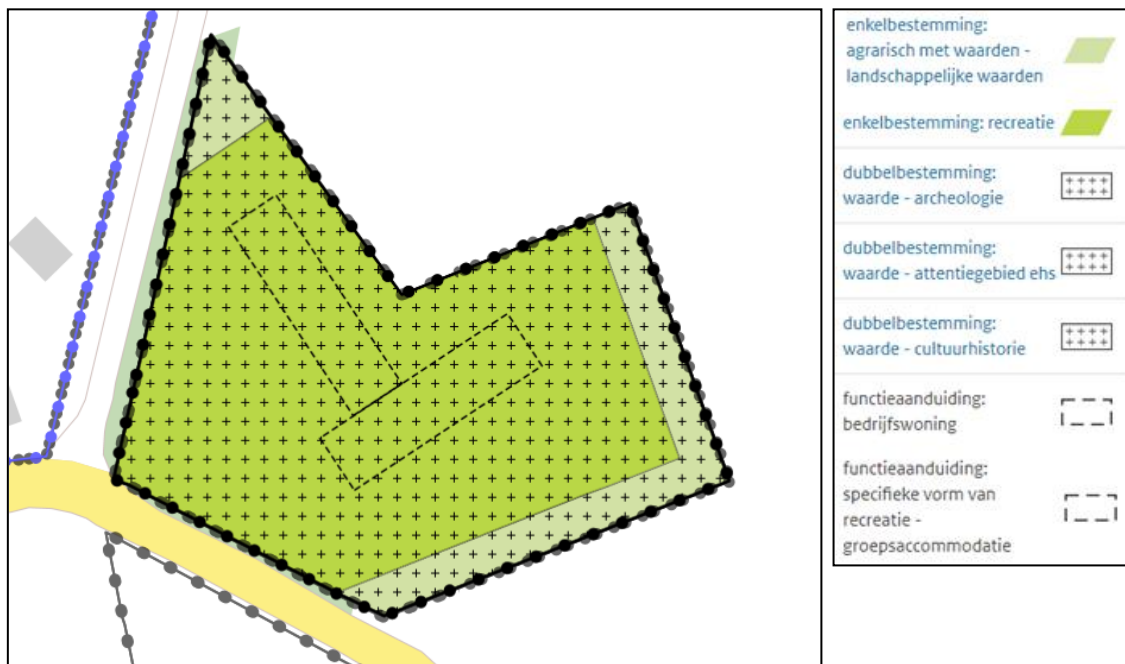 enkelbestemming:
agrarisch met waarden -
landschappelijke waarden
enkelbestemming: recreatie
dubbelbestemming:
waarde - archeologie
dubbelbestemming:
waarde - attentiegebied ehs
dubbelbestemming:
waarde - cultuurhistorie
functieaanduiding:
bedrijfswoning
functieaanduiding:
specifieke vorm van
recreatie -
groepsaccommodatie